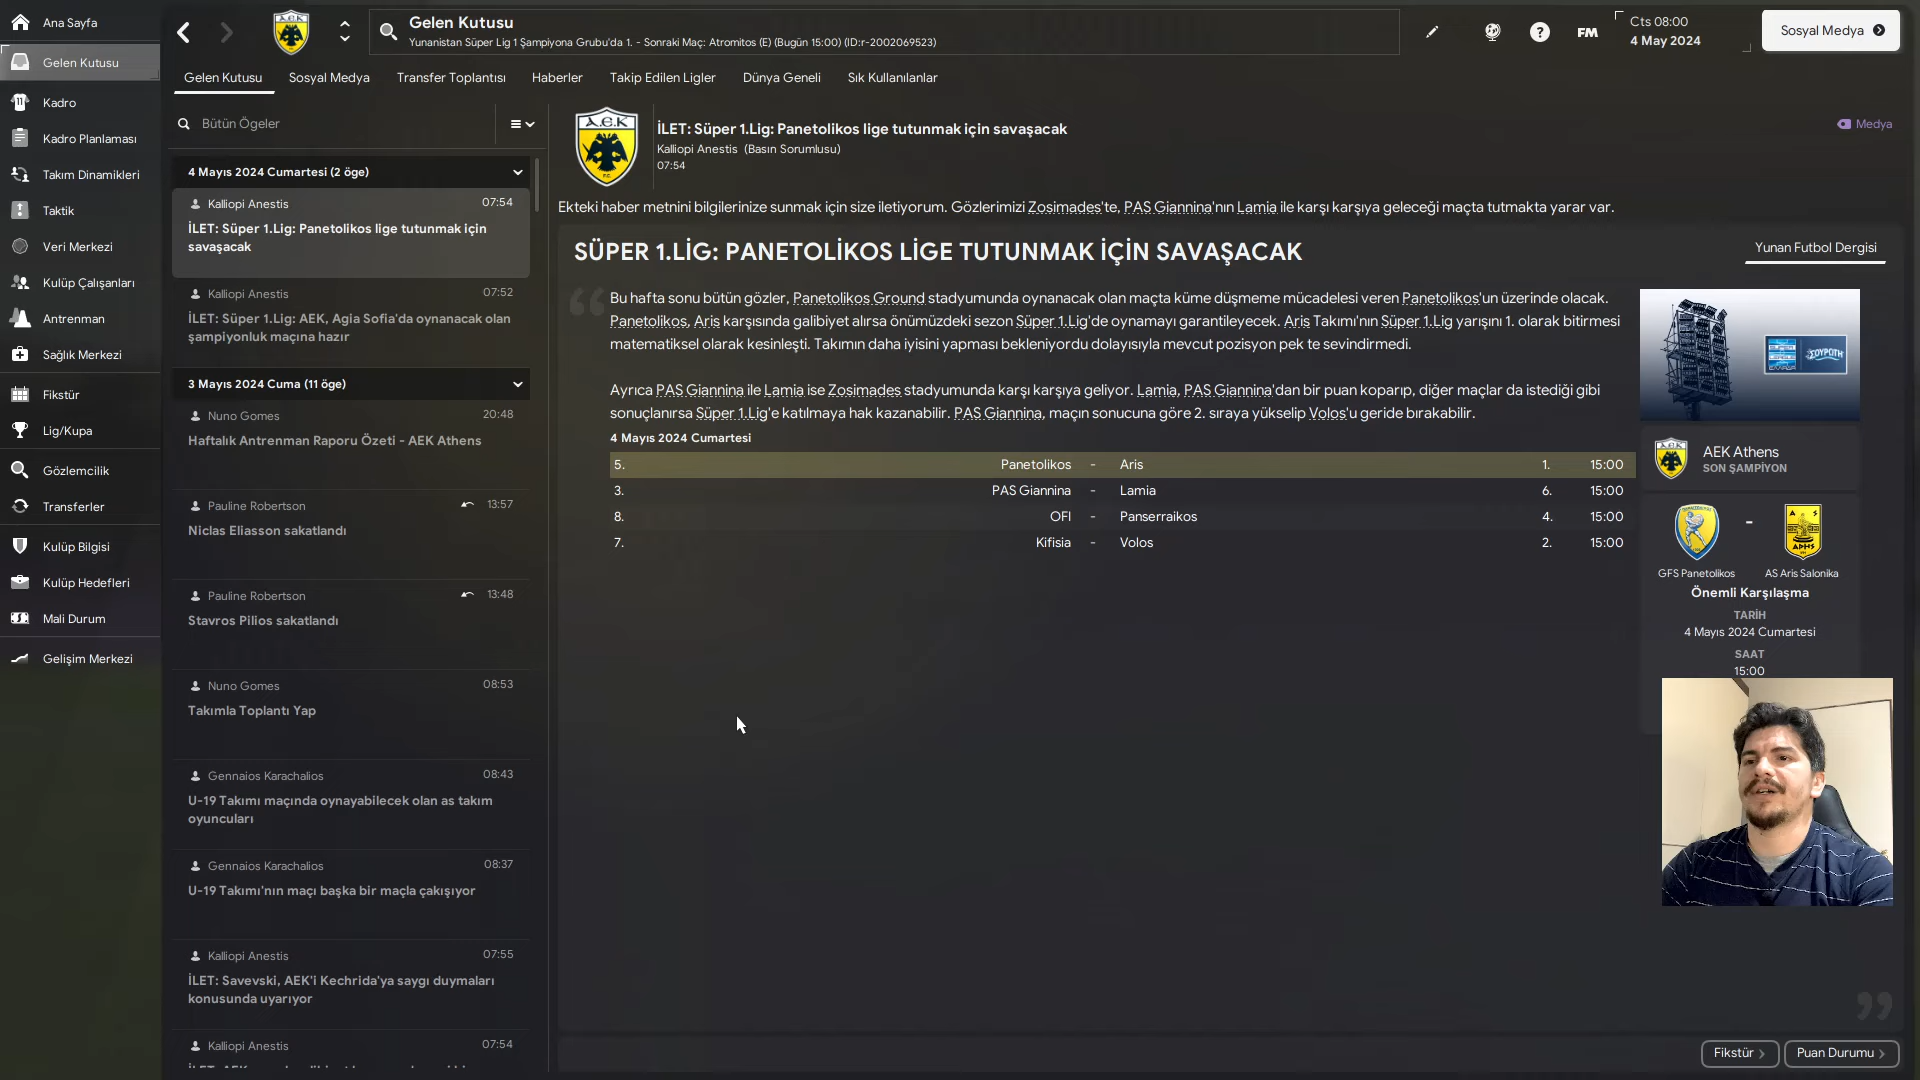 Ana Sayfa
Gelen Kutusu
Kadro
Kadro Planlaması
Takım Dinamikleri
Taktik
Veri Merkezi
Kulüp Çalışanları
Antrenman
Sağlık Merkezi
Fikstür
Lig/Kupa
Gözlemcilik
Transferler
Kulüp Bilgisi
Kulüp Hedefleri
Mali Durum
Gelişim Merkezi
Gelen Kutusu
Yunanistan Süper Lig 1 Şampiyona Grubu'da 1. - Sonraki Maç: Atromitos (E) (Bugün 15:00) (ID:r-2002069523)
FM
Cts 08:00
4 May 2024
Sosyal Medya
Gelen Kutusu
Sosyal Medya
Transfer Toplantısı
Haberler
Takip Edilen Ligler
Dünya Geneli
Sık Kullanılanlar
Bütün Ögeler
4 Mayıs 2024 Cumartesi (2 öge)
Kalliopi Anestis 07:54
İLET: Süper 1.Lig: Panetolikos lige tutunmak için
savaşacak
Kalliopi Anestis 07:52
İLET: Süper 1.Lig: AEK, Agia Sofia'da oynanacak olan
şampiyonluk maçına hazır
3 Mayıs 2024 Cuma (11 öge)
Nuno Gomes 20:48
Haftalık Antrenman Raporu Özeti - AEK Athens
Pauline Robertson 13:57
Niclas Eliasson sakatlandı
Pauline Robertson 13:48
Stavros Pilios sakatlandı
Nuno Gomes 08:53
Takımla Toplantı Yap
Gennaios Karachalios 08:43
U-19 Takımı maçında oynayabilecek olan as takım
oyuncuları
Gennaios Karachalios 08:37
U-19 Takımı'nın maçı başka bir maçla çakışıyor
Kalliopi Anestis 07:55
İLET: Savevski, AEK'i Kechrida'ya saygı duymaları
konusunda uyarıyor
Kalliopi Anestis 07:54
A.E.K
F.C.
İLET: Süper 1.Lig: Panetolikos lige tutunmak için savaşacak
Kalliopi Anestis (Basın Sorumlusu)
07:54
Medya
Ekteki haber metnini bilgilerinize sunmak için size iletiyorum. Gözlerimizi Zosimades'te, PAS Giannina'nın Lamia ile karşı karşıya geleceği maçta tutmakta yarar var.
SÜPER 1.LİG: PANETOLİKOS LİGE TUTUNMAK İÇİN SAVAŞACAK
Yunan Futbol Dergisi
Bu hafta sonu bütün gözler, Panetolikos Ground stadyumunda oynanacak olan maçta küme düşmeme mücadelesi veren Panetolikos'un üzerinde olacak.
Panetolikos, Aris karşısında galibiyet alırsa önümüzdeki sezon Süper 1.Lig'de oynamayı garantileyecek. Aris Takımı'nın Süper 1.Lig yarışını 1. olarak bitirmesi
matematiksel olarak kesinleşti. Takımın daha iyisini yapması bekleniyordu dolayısıyla mevcut pozisyon pek te sevindirmedi.
Ayrıca PAS Giannina ile Lamia ise Zosimades stadyumunda karşı karşıya geliyor. Lamia, PAS Giannina'dan bir puan koparıp, diğer maçlar da istediği gibi
sonuçlanırsa Süper 1.Lig'e katılmaya hak kazanabilir. PAS Giannina, maçın sonucuna göre 2. sıraya yükselip Volos'u geride bırakabilir.
4 Mayıs 2024 Cumartesi
5. Panetolikos - Aris 1. 15:00
3. PAS Giannina - Lamia 6. 15:00
8. OFI - Panserraikos 4. 15:00
7. Kifisia - Volos 2. 15:00
AEK Athens
SON ŞAMPİYON
-
GFS Panetolikos
AS Aris Salonika
Önemli Karşılaşma
TARİH
4 Mayıs 2024 Cumartesi
SAAT
15:00
Fikstür
Puan Durumu